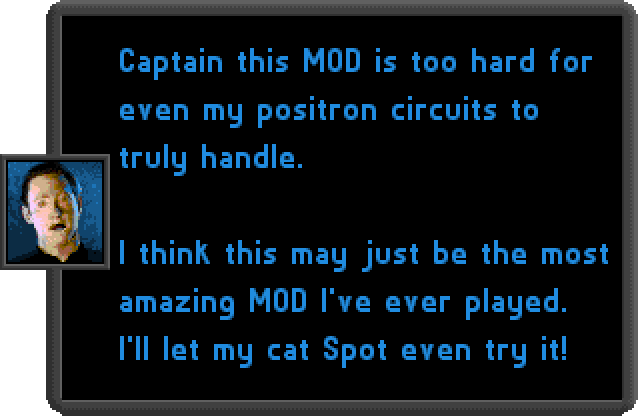 Captain this MOD is too hard for
even my positron circuits to
truly handle.
I think this may just be the most
amazing MOD I've ever played.
I'll let my cat Spot even try it!